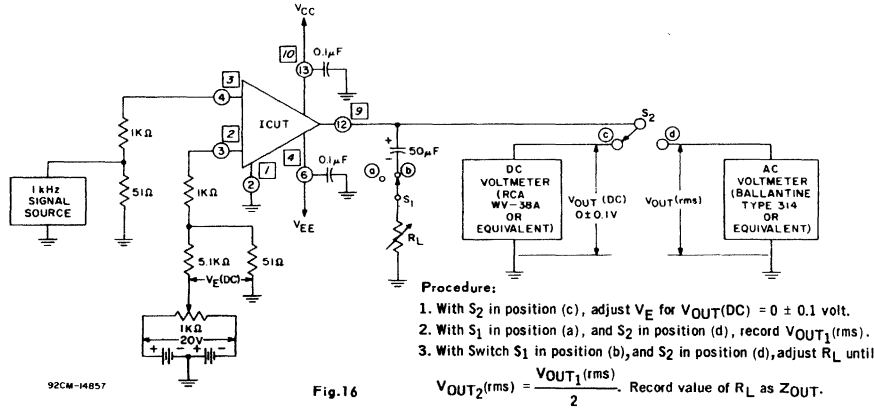 VCC
10
13
0.1µF
3
4
9
S2
1KΩ
ICUT
12
2
3
4
1
+
50µF
-
c
d
6
0.1µF
a
b
51Ω
1KΩ
2
S1
1 kHz
SIGNAL
SOURCE
VEE
RL
DC
VOLTMETER
(RCA
WV-38A
OR
EQUIVALENT)
VOUT (DC)
0±0.1V
VOUT(rms)
AC
VOLTMETER
(BALLANTINE
TYPE 314
OR
EQUIVALENT)
5.1KΩ
51Ω
VE(DC)
1KΩ
20V
+ - + -
Procedure:
1. With S2 in position (c), adjust VE for VOUT(DC) = 0 ± 0.1 volt.
2. With S1 in position (a), and S2 in position (d), record VOUT1(rms).
3. With Switch S1 in position (b), and S2 in position (d), adjust RL until
VOUT2(rms) = VOUT1(rms) / 2 . Record value of RL as ZOUT.
92CM-14857
Fig.16